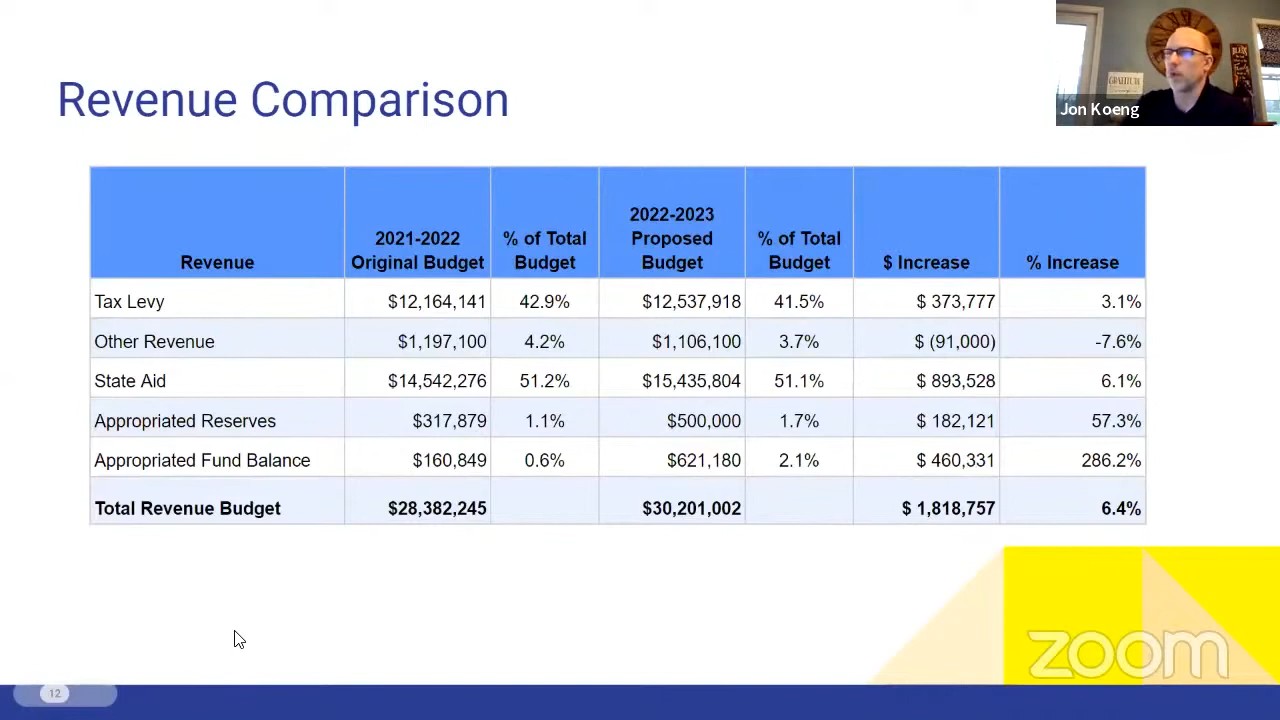 Revenue Comparison
Jon Koeng
Revenue
2021-2022
Original Budget
% of Total
Budget
2022-2023
Proposed
Budget
% of Total
Budget
$ Increase
% Increase
Tax Levy $12,164,141 42.9% $12,537,918 41.5% $ 373,777 3.1%
Other Revenue $1,197,100 4.2% $1,106,100 3.7% $ (91,000) -7.6%
State Aid $14,542,276 51.2% $15,435,804 51.1% $ 893,528 6.1%
Appropriated Reserves $317,879 1.1% $500,000 1.7% $ 182,121 57.3%
Appropriated Fund Balance $160,849 0.6% $621,180 2.1% $ 460,331 286.2%
Total Revenue Budget $28,382,245 $30,201,002 $ 1,818,757 6.4%
zoom
12